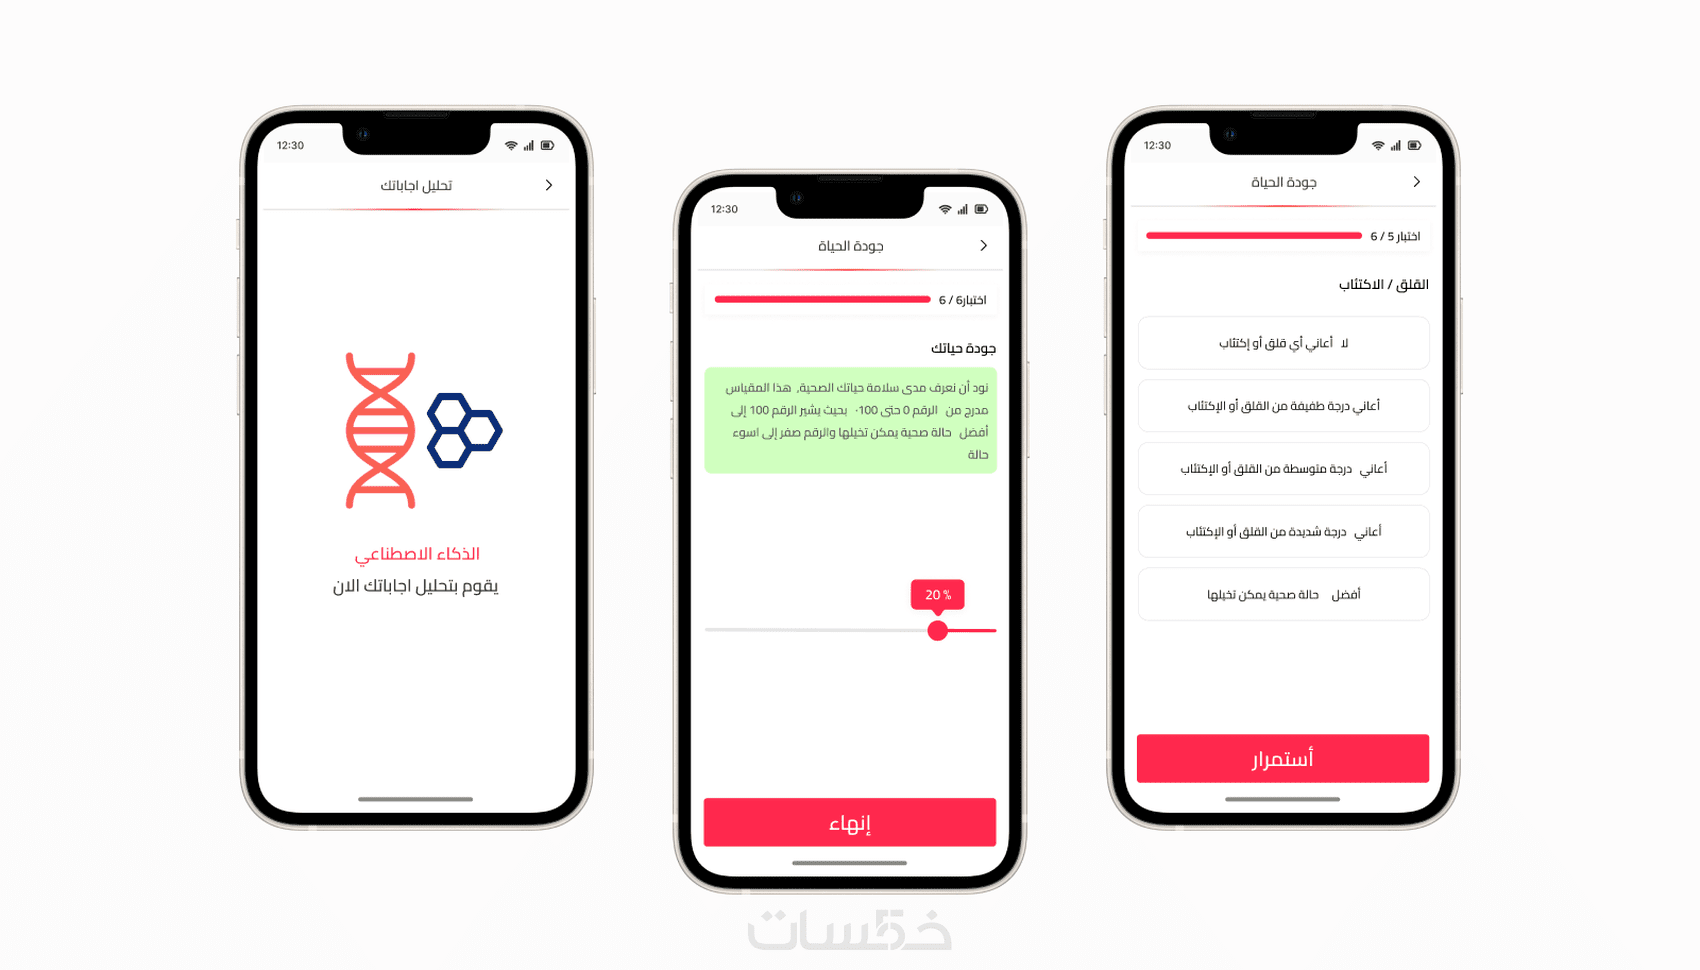 12:30
جودة الحياة
اختبار 5 / 6
القلق / الاكتئاب
لا أعاني أي قلق أو إكتئاب
أعاني درجة طفيفة من القلق أو الإكتئاب
أعاني درجة متوسطة من القلق أو الإكتئاب
أعاني درجة شديدة من القلق أو الإكتئاب
أفضل حالة صحية يمكن تخيلها
أستمرار
12:30
جودة الحياة
اختبار6 / 6
جودة حياتك
نود أن نعرف مدى سلامة حياتك الصحية, هذا المقياس
مدرج من الرقم 0 حتى 100٠ بحيث يشير الرقم 100 إلى
أفضل حالة صحية يمكن تخيلها والرقم صفر إلى اسوء
حالة
20 %
إنهاء
12:30
تحليل اجاباتك
الذكاء الاصطناعي
يقوم بتحليل اجاباتك الان
خمسات